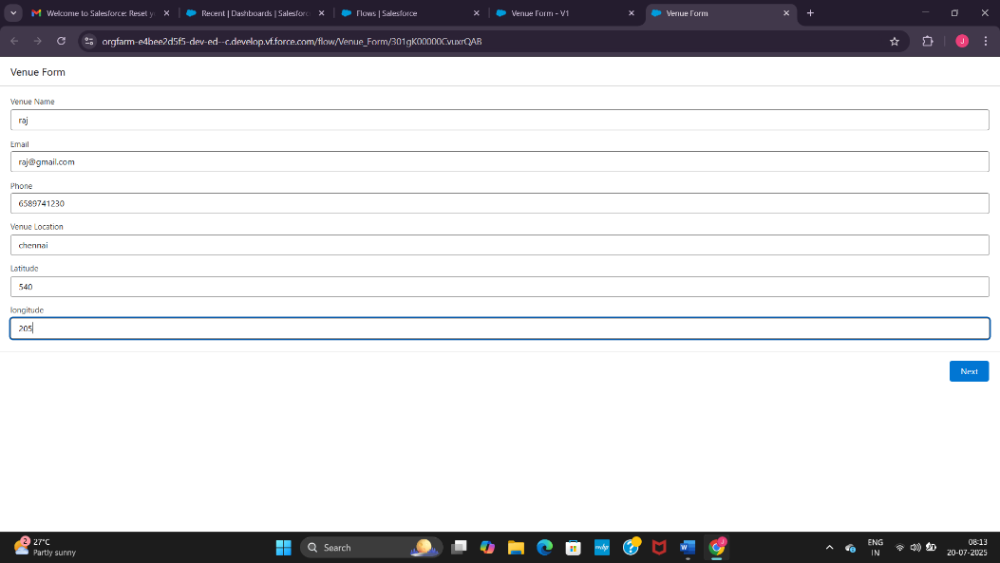 Welcome to Salesforce: Reset yo
Recent | Dashboards | Salesforc
Flows | Salesforce
Venue Form - V1
Venue Form
orgfarm-e4bee2d5f5-dev-ed--c.develop.vf.force.com/flow/Venue_Form/301gK00000CvuxrQAB
J
Venue Form
Venue Name
raj
Email
raj@gmail.com
Phone
6589741230
Venue Location
chennai
Latitude
540
longitude
205
Next
2
27°C
Partly sunny
Search
W
J
ENG
IN
08:13
20-07-2025